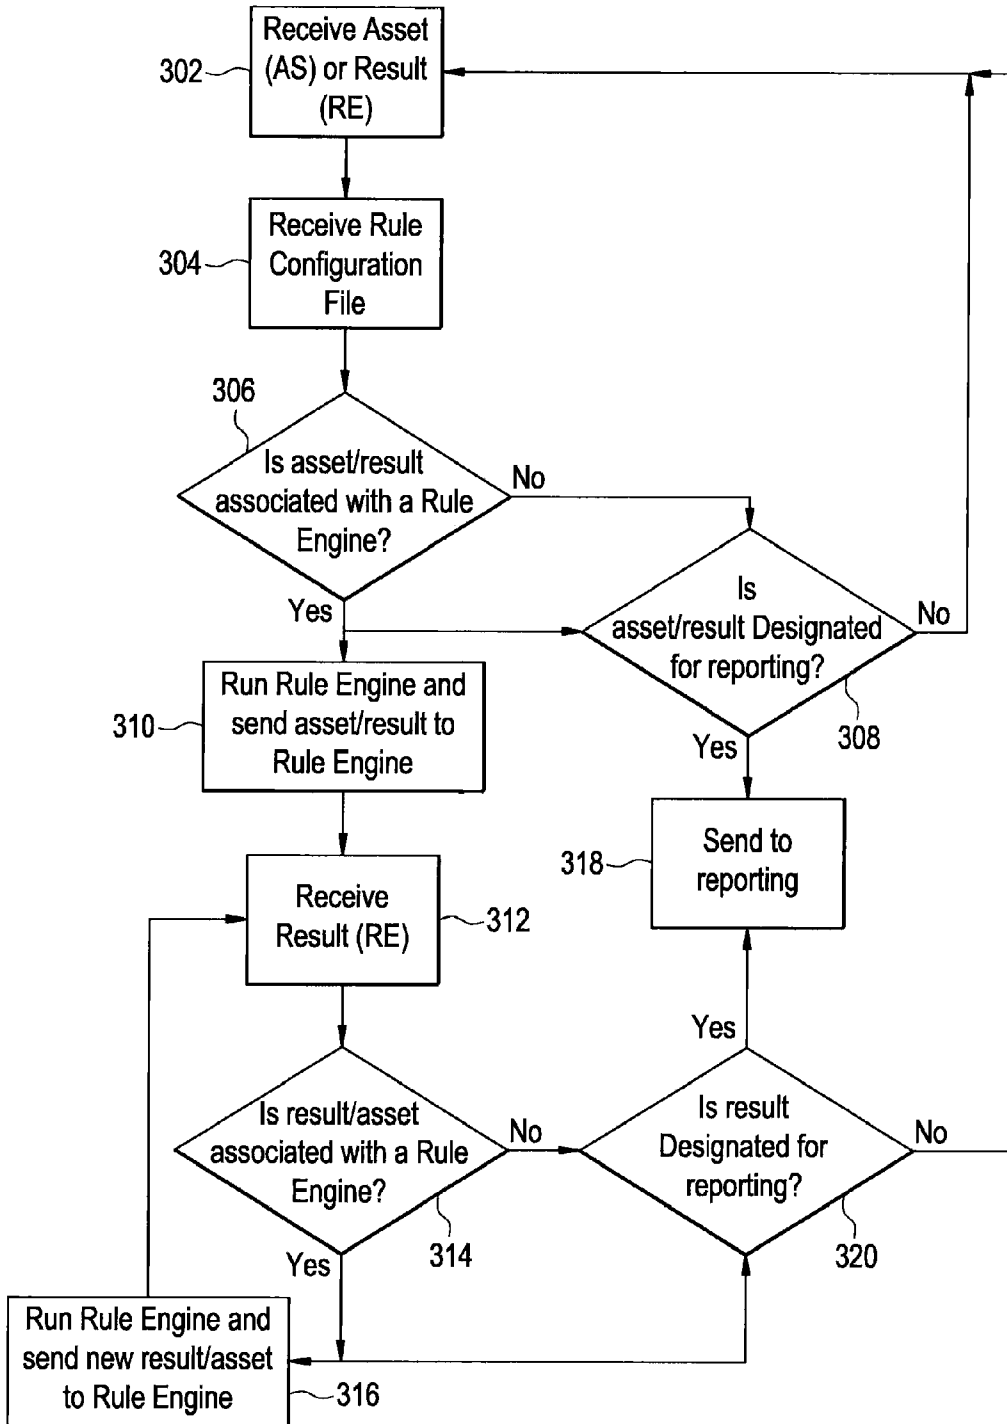 Receive Asset
(AS) or Result
(RE)
302
Receive Rule
Configuration
File
304
306
Is asset/result
associated with a Rule
Engine?
No
Yes
Is
asset/result Designated
for reporting?
No
308
Yes
Run Rule Engine and
send asset/result to
Rule Engine
310
Send to
reporting
318
Receive
Result (RE)
312
Is result/asset
associated with a Rule
Engine?
No
314
Yes
Yes
Is result
Designated for
reporting?
No
320
Run Rule Engine and
send new result/asset
to Rule Engine
316